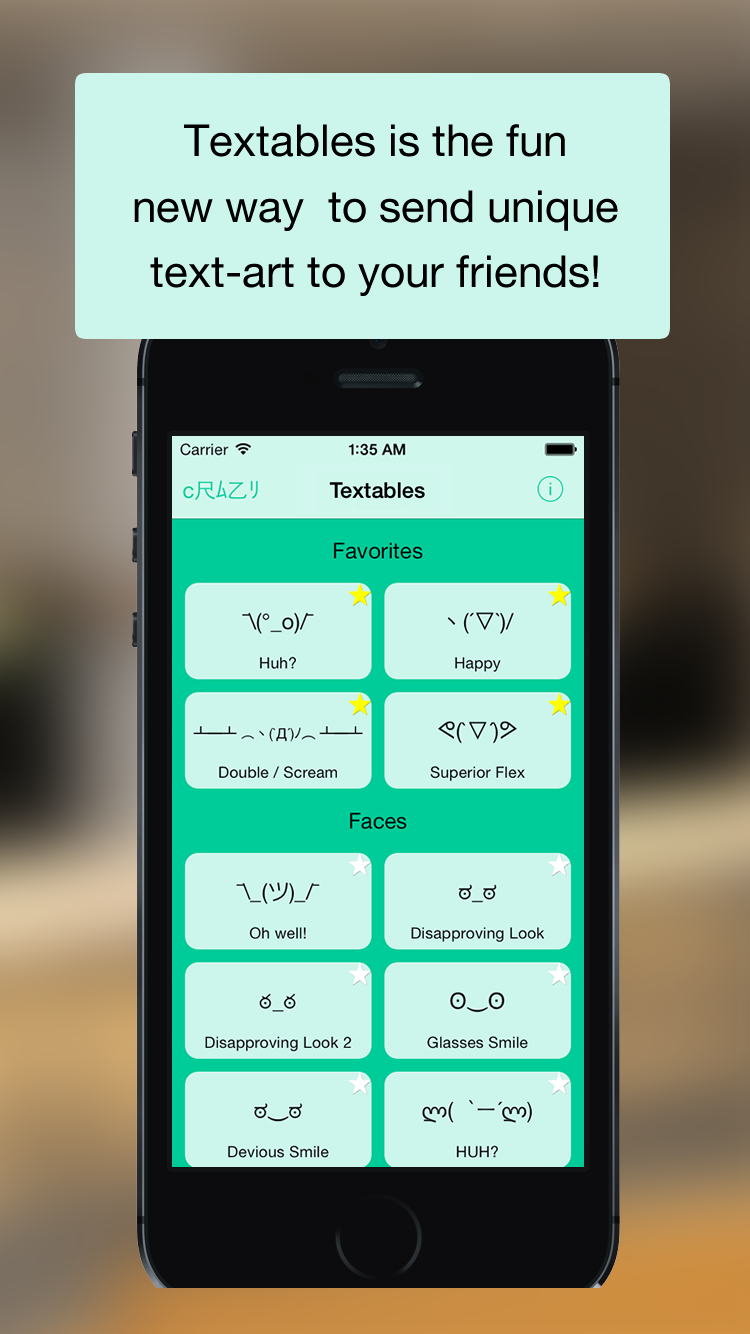 Textables is the fun
new way to send unique
text-art to your friends!
Carrier 1:35 AM
c尺ﾑ乙リ Textables i
Favorites
¯\(°_o)/¯ ヽ(´▽`)/
Huh? Happy
┻━┻ ︵ヽ(`Д´)ﾉ︵ ┻━┻ ᕙ(`▽´)ᕗ
Double / Scream Superior Flex
Faces
¯\_(ツ)_/¯ ಠ_ಠ
Oh well! Disapproving Look
ఠ_ఠ ʘ‿ʘ
Disapproving Look 2 Glasses Smile
ಠ‿ಠ ლ( `ー´ლ)
Devious Smile HUH?